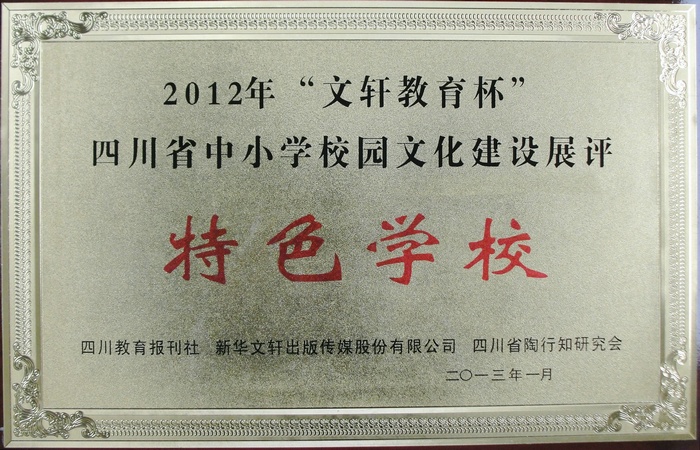 2012年“文轩教育杯”
四川省中小学校园文化建设展评
特色学校
四川教育报刊社 新华文轩出版传媒股份有限公司 四川省陶行知研究会
二〇一三年一月